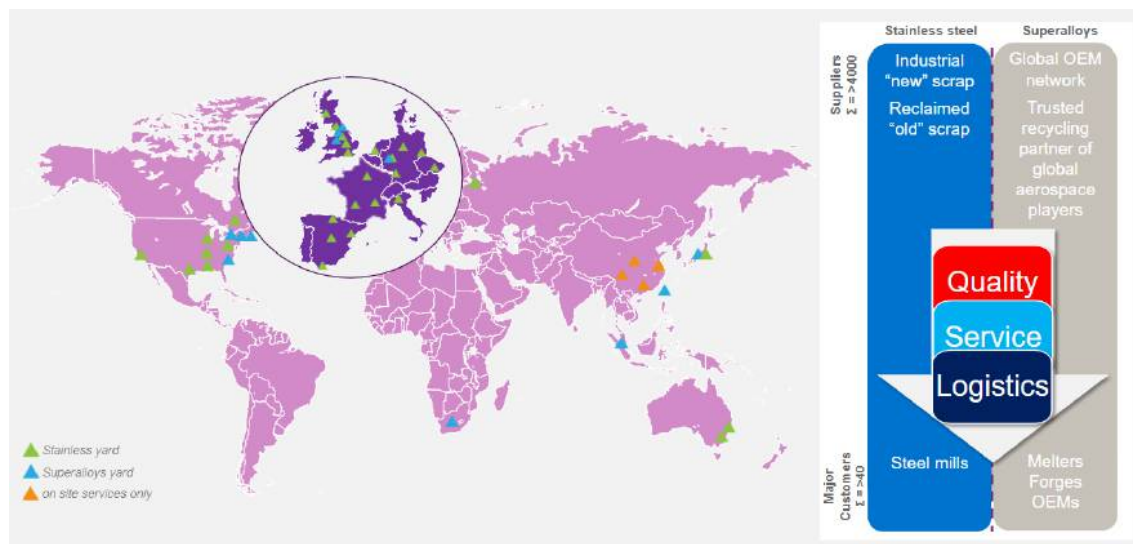 Stainless steel
Superalloys
Suppliers
Σ = >4000
Industrial
"new" scrap
Reclaimed
"old" scrap
Global OEM
network
Trusted
recycling
partner of
global
aerospace
players
Quality
Service
Logistics
Major
Customers
Σ = >40
Steel mills
Melters
Forges
OEMs
Stainless yard
Superalloys yard
on site services only